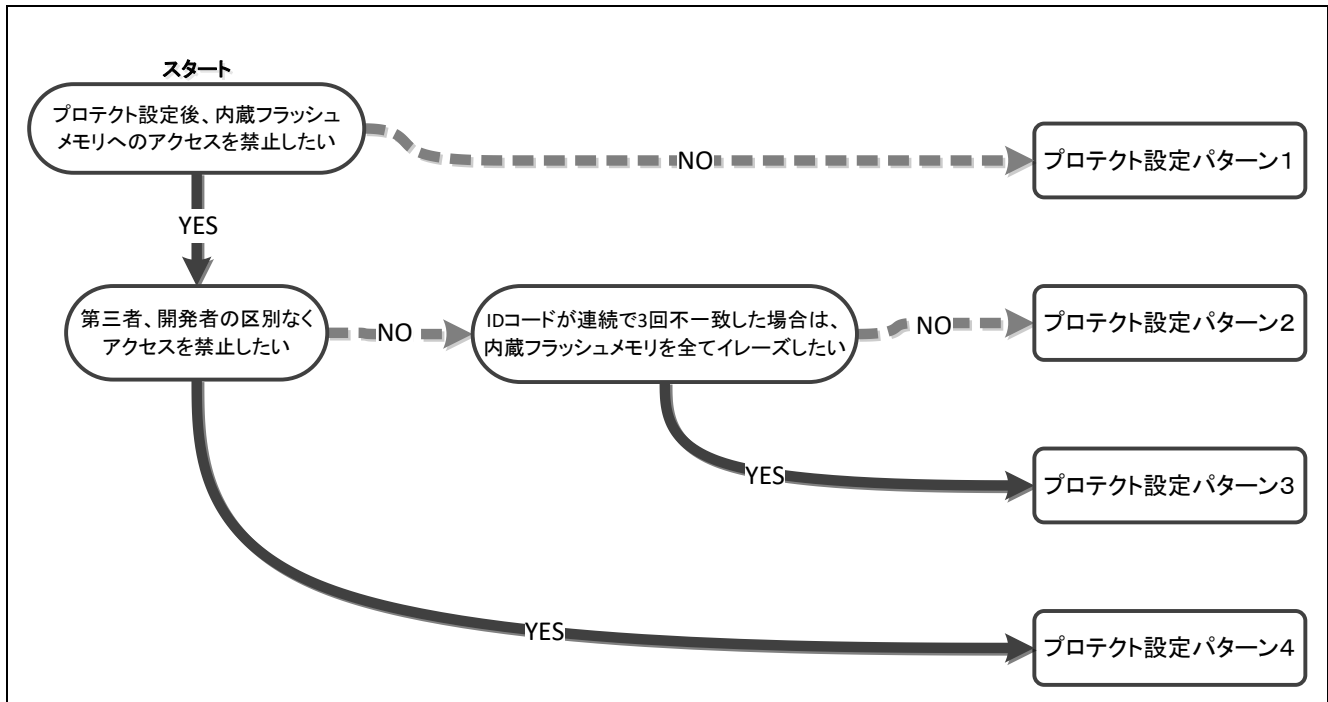 スタート
プロテクト設定後、内蔵フラッシュ
メモリへのアクセスを禁止したい
NO
プロテクト設定パターン1
YES
第三者、開発者の区別なく
アクセスを禁止したい
NO
IDコードが連続で3回不一致した場合は、
内蔵フラッシュメモリを全てイレーズしたい
NO
プロテクト設定パターン2
YES
プロテクト設定パターン3
YES
プロテクト設定パターン4